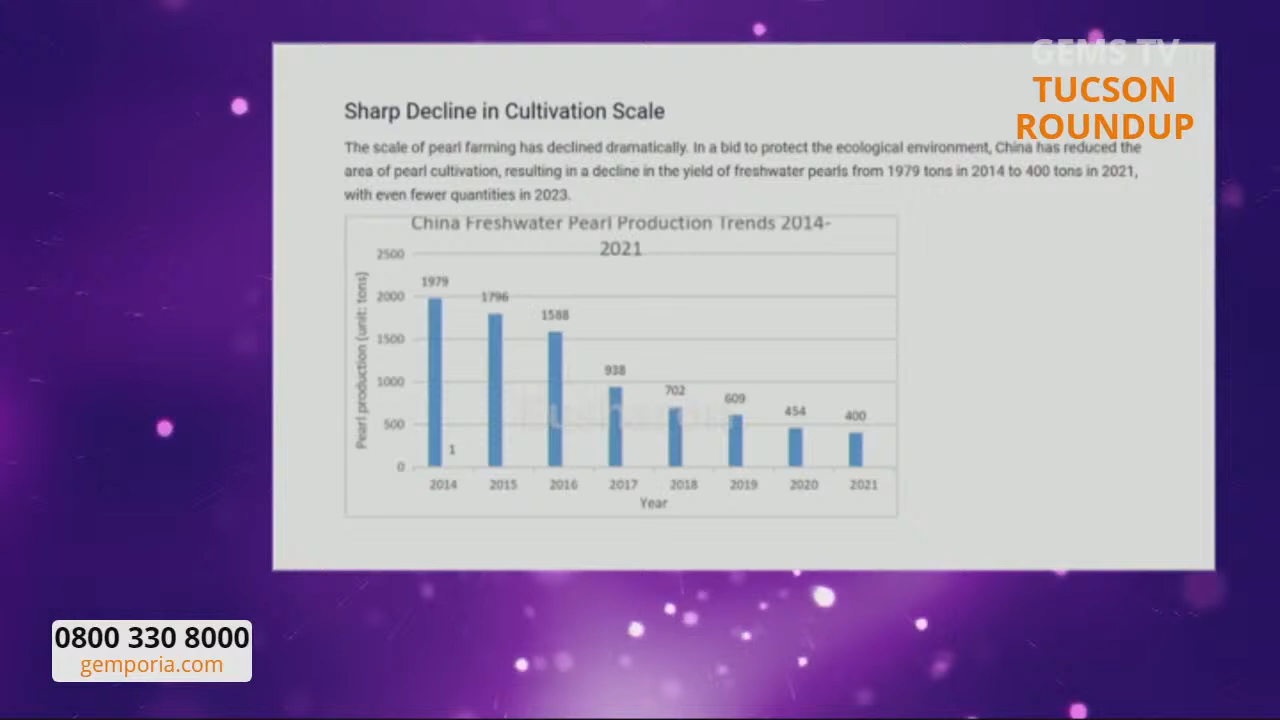 GEMS TV
TUCSON
ROUNDUP
Sharp Decline in Cultivation Scale
The scale of pearl farming has declined dramatically. In a bid to protect the ecological environment, China has reduced the
area of pearl cultivation, resulting in a decline in the yield of freshwater pearls from 1979 tons in 2014 to 400 tons in 2021,
with even fewer quantities in 2023.
China Freshwater Pearl Production Trends 2014-
2021
Pearl production (unit: tons)
2500
2000
1500
1000
500
0
1979
1796
1588
938
702
609
454
400
1
2014 2015 2016 2017 2018 2019 2020 2021
Year
0800 330 8000
gemporia.com